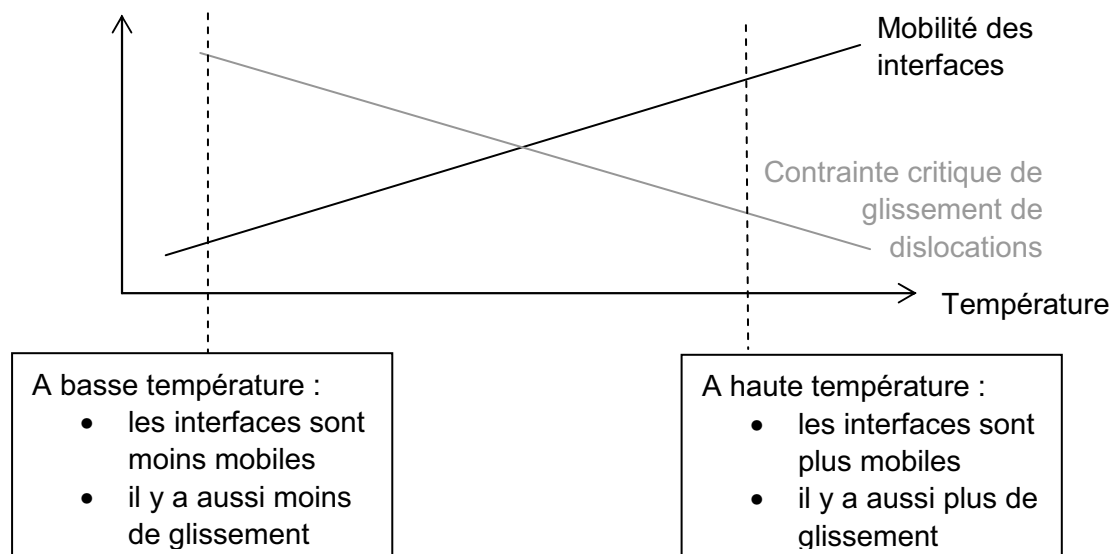 Mobilité des
interfaces
Contrainte critique de
glissement de
dislocations
Température
A basse température :
• les interfaces sont
moins mobiles
• il y a aussi moins
de glissement
A haute température :
• les interfaces sont
plus mobiles
• il y a aussi plus de
glissement